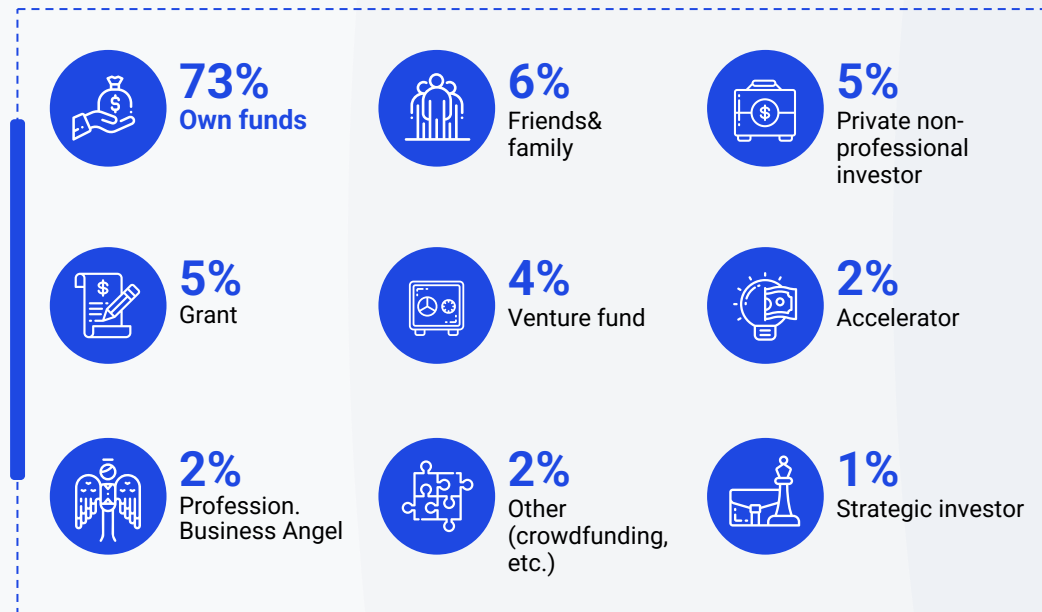 73%
Own funds
6%
Friends&
family
5%
Private non-
professional
investor
$
$
$
5%
Grant
4%
Venture fund
2%
Accelerator
2%
Profession.
Business Angel
2%
Other
(crowdfunding,
etc.)
1%
Strategic investor